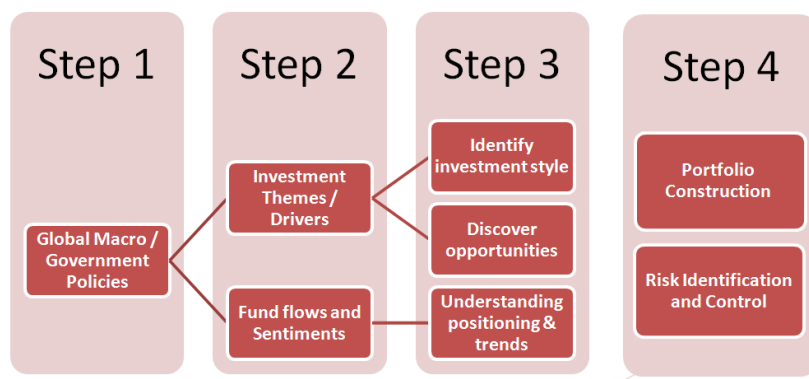 Step 1
Global Macro /
Government
Policies
Step 2
Investment
Themes /
Drivers
Fund flows and
Sentiments
Step 3
Identify
investment style
Discover
opportunities
Understanding
positioning &
trends
Step 4
Portfolio
Construction
Risk Identification
and Control